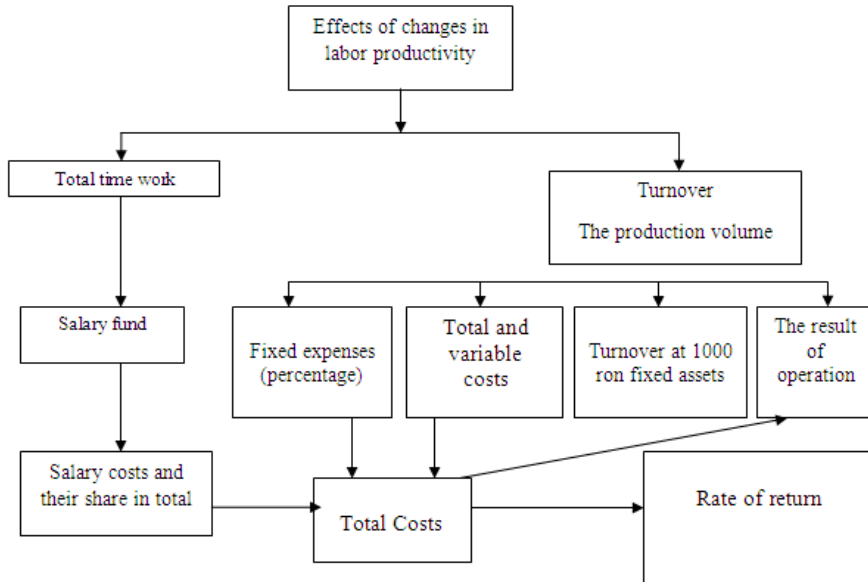 Effects of changes in
labor productivity
Total time work
Turnover
The production volume
Salary fund
Fixed expenses
(percentage)
Total and
variable
costs
Turnover at 1000
ron fixed assets
The result
of
operation
Salary costs and
their share in total
Total Costs
Rate of return